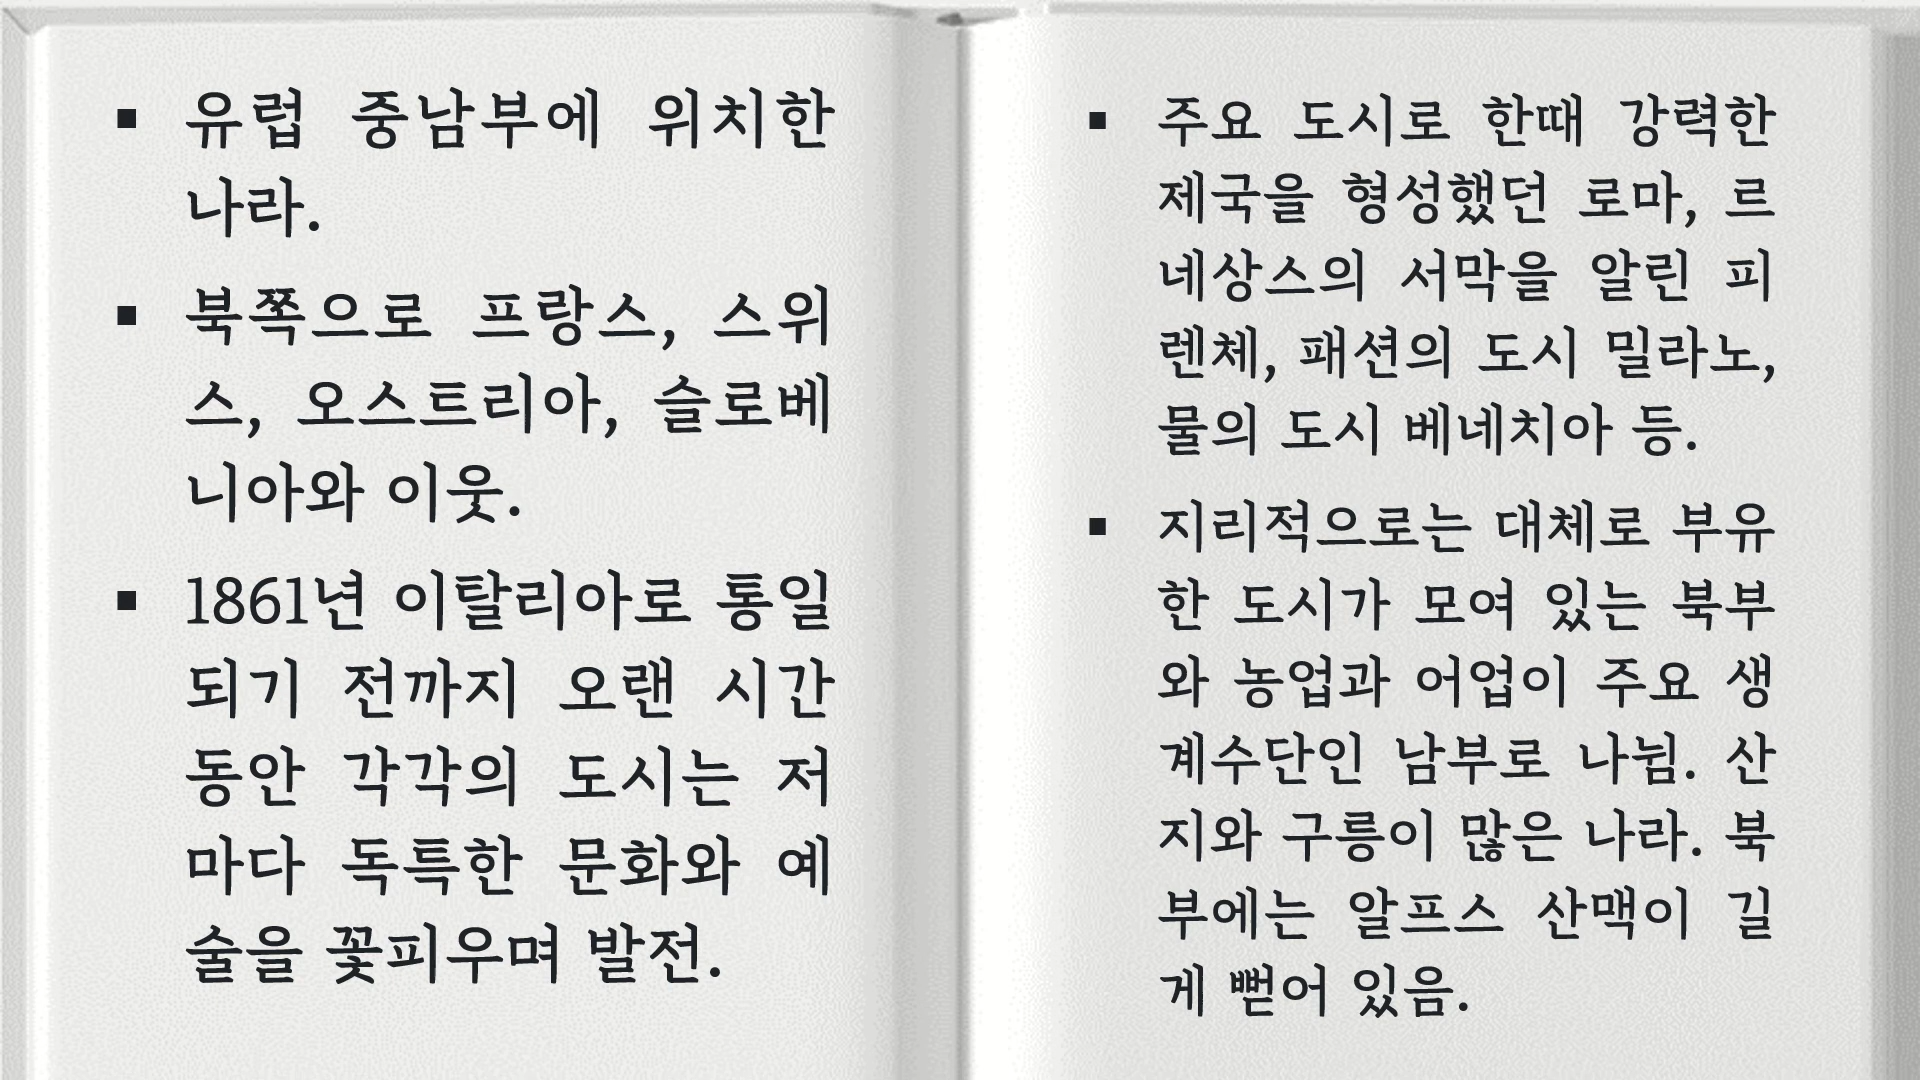 ▪ 유럽 중남부에 위치한
나라.
▪ 북쪽으로 프랑스, 스위
스, 오스트리아, 슬로베
니아와 이웃.
▪ 1861년 이탈리아로 통일
되기 전까지 오랜 시간
동안 각각의 도시는 저
마다 독특한 문화와 예
술을 꽃피우며 발전.
▪ 주요 도시로 한때 강력한
제국을 형성했던 로마, 르
네상스의 서막을 알린 피
렌체, 패션의 도시 밀라노,
물의 도시 베네치아 등.
▪ 지리적으로는 대체로 부유
한 도시가 모여 있는 북부
와 농업과 어업이 주요 생
계수단인 남부로 나뉨. 산
지와 구릉이 많은 나라. 북
부에는 알프스 산맥이 길
게 뻗어 있음.